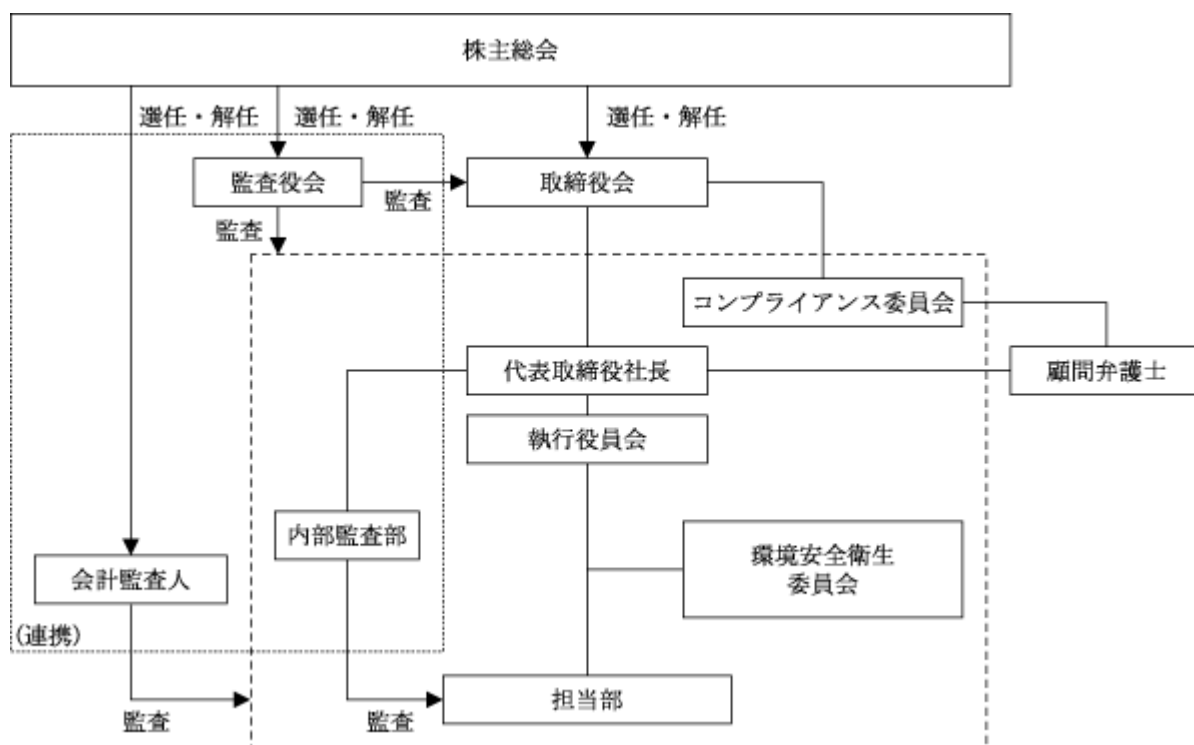 株主総会
選任・解任
選任・解任
選任・解任
監査役会
監査
取締役会
監査
コンプライアンス委員会
代表取締役社長
顧問弁護士
執行役員会
内部監査部
環境安全衛生
委員会
会計監査人
(連携)
担当部
監査
監査